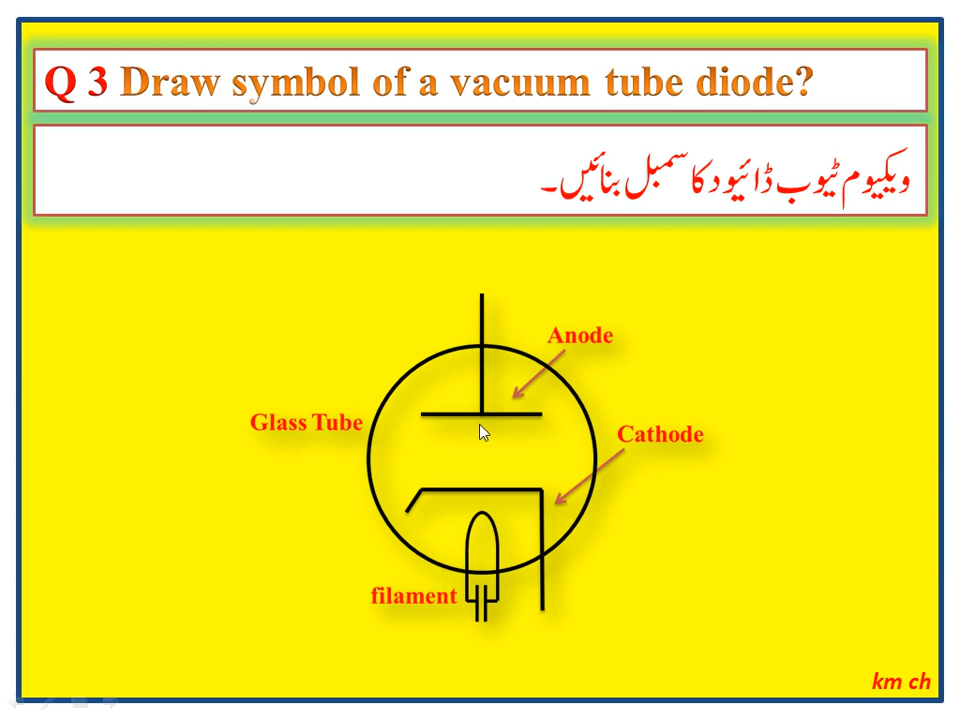 Q 3 Draw symbol of a vacuum tube diode?
ویکیوم ٹیوب ڈائیود کا سمبل بنائیں۔
Anode
Glass Tube
Cathode
filament
km ch